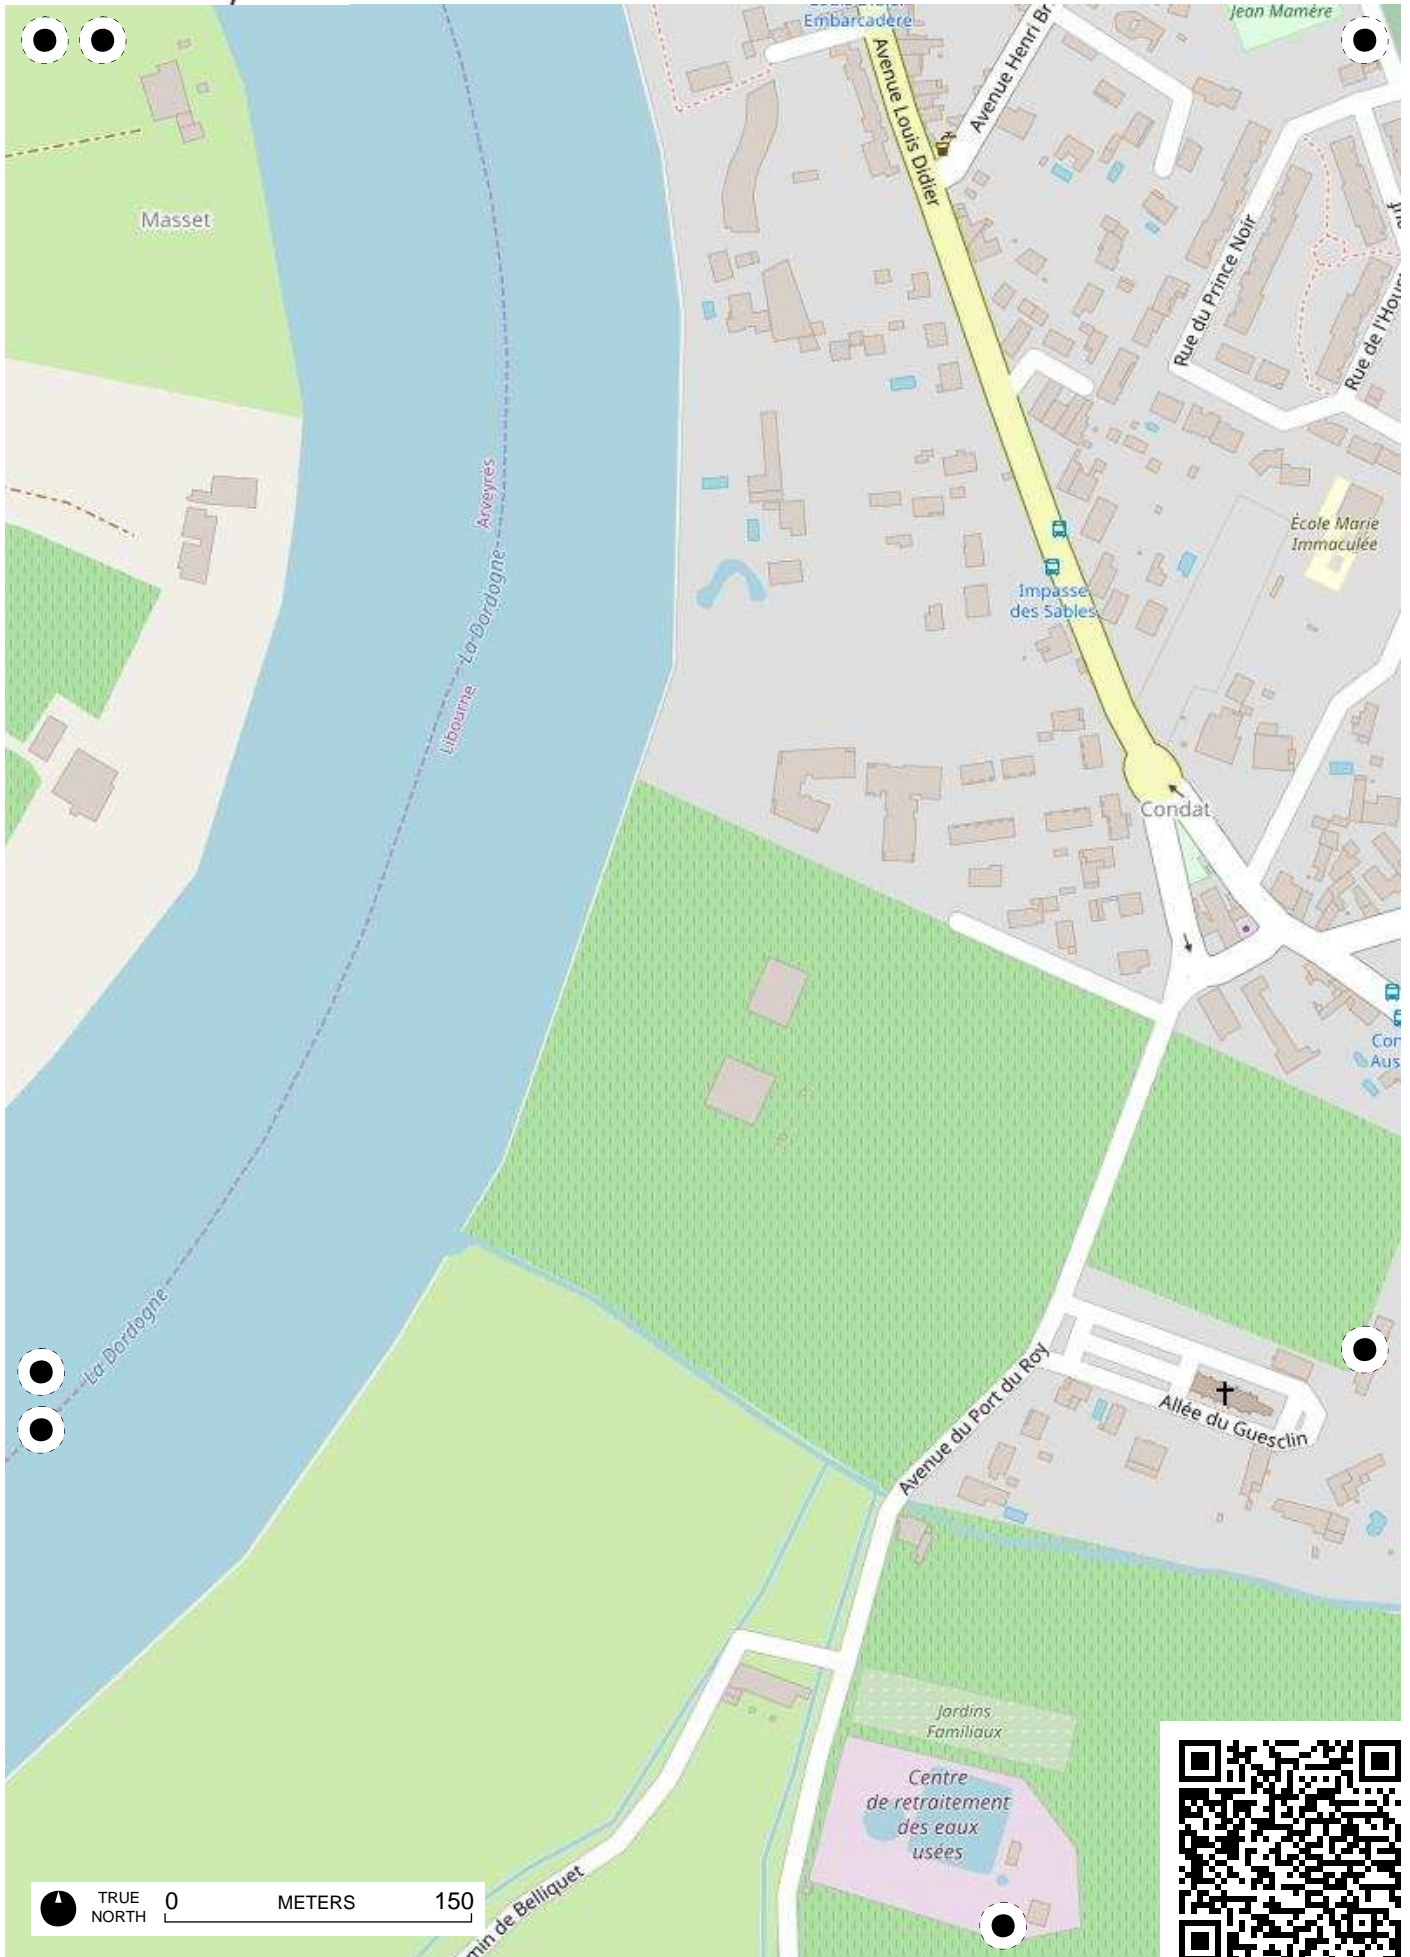 Embarcadère
Jean Mamère
Avenue Henri Br
Avenue Louis Didier
Masset
Rue du Prince Noir
Rue de l'Hour
Arveyres
La Dordogne
Libourne
École Marie
Immaculée
Impasse
des Sables
Condat
Con
Aus
La Dordogne
Avenue du Port du Roy
Allée du Guesclin
Jardins
Familiaux
Centre
de retraitement
des eaux
usées
min de Belliquet
TRUE
NORTH
0 METERS 150